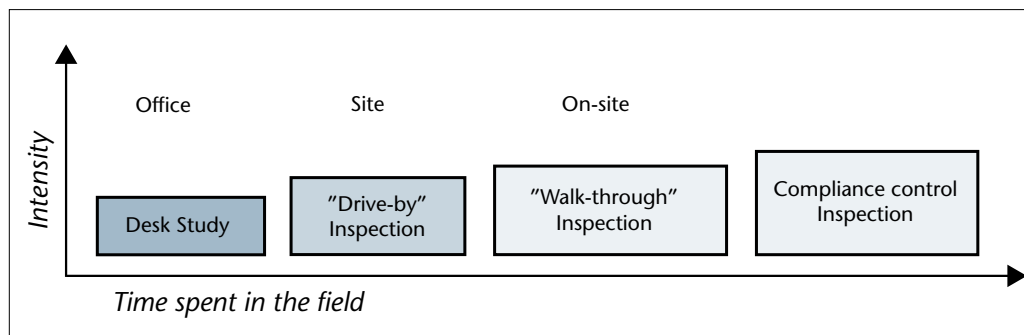 Office
Site
On-site
Intensity
Desk Study
”Drive-by”
Inspection
”Walk-through”
Inspection
Compliance control
Inspection
Time spent in the field